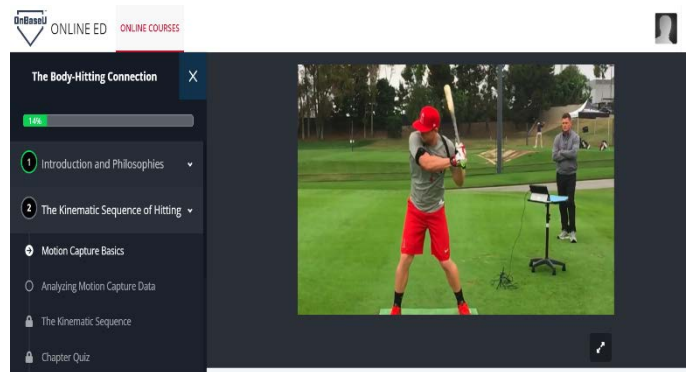 OnBaseU
ONLINE ED
ONLINE COURSES
The Body-Hitting Connection
X
14%
1 Introduction and Philosophies
2 The Kinematic Sequence of Hitting
Motion Capture Basics
Analyzing Motion Capture Data
The Kinematic Sequence
Chapter Quiz